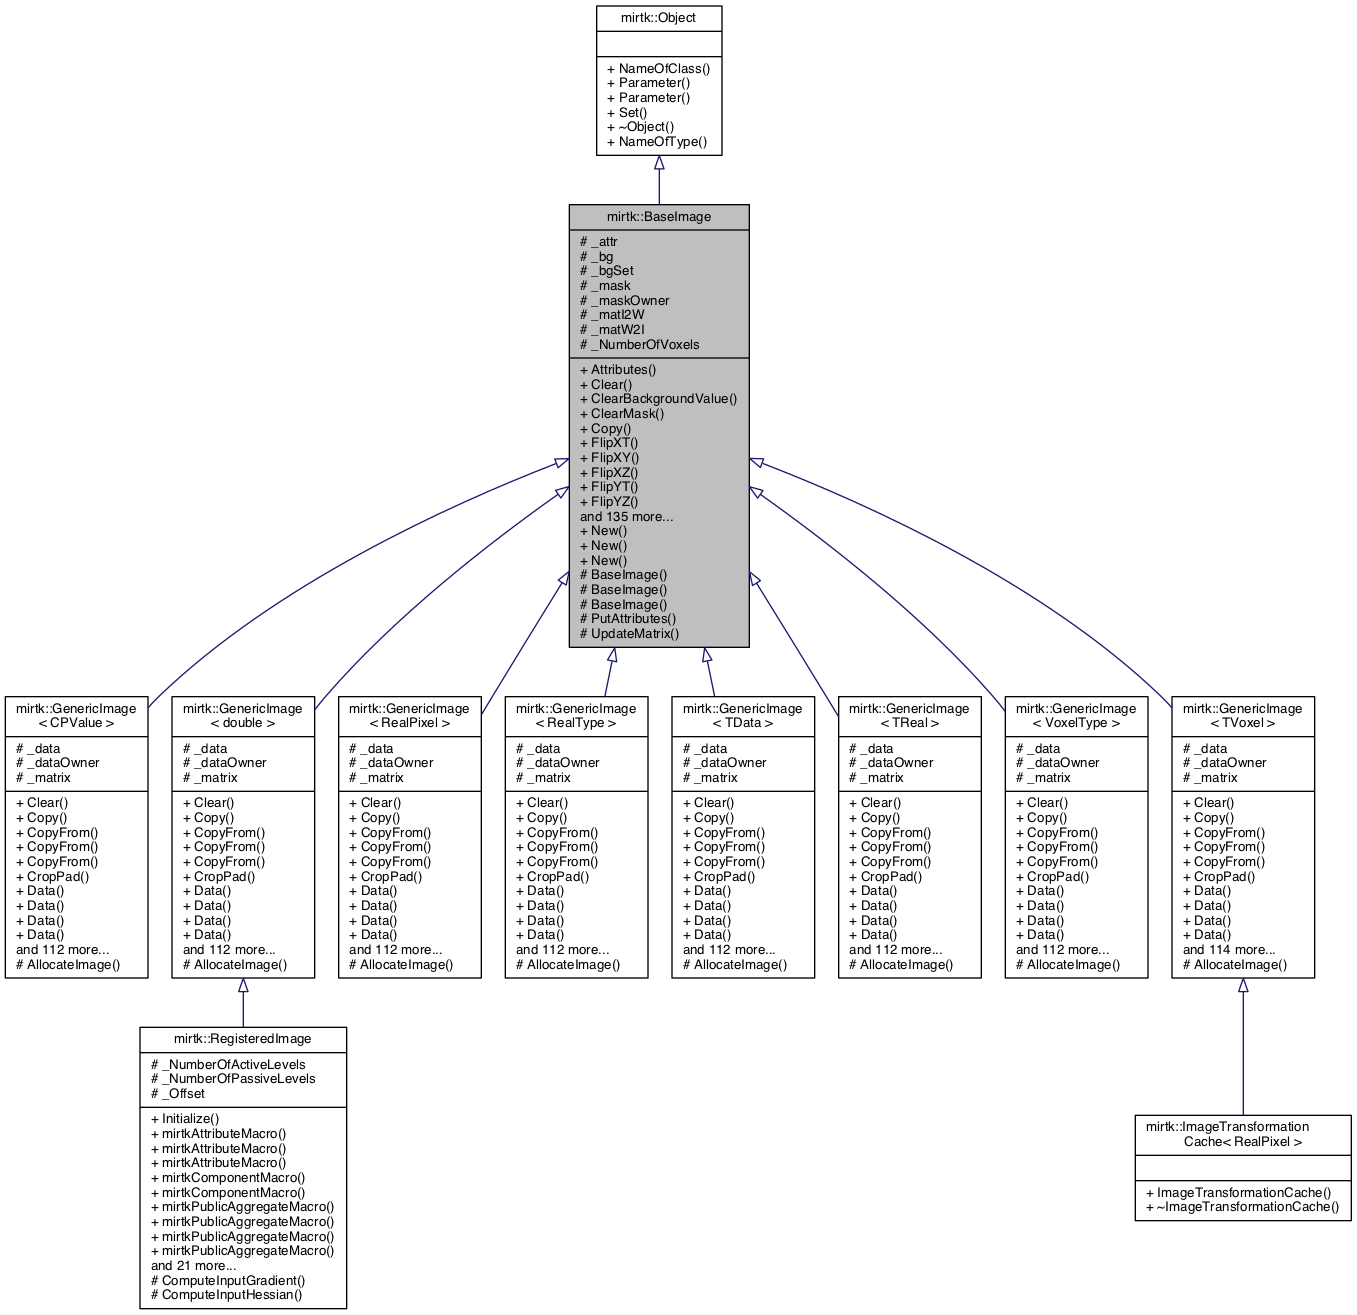 mirtk::Object
+ NameOfClass()
+ Parameter()
+ Parameter()
+ Set()
+ ~Object()
+ NameOfType()
mirtk::BaseImage
# _attr
# _bg
# _bgSet
# _mask
# _maskOwner
# _matI2W
# _matW2I
# _NumberOfVoxels
+ Attributes()
+ Clear()
+ ClearBackgroundValue()
+ ClearMask()
+ Copy()
+ FlipXT()
+ FlipXY()
+ FlipXZ()
+ FlipYT()
+ FlipYZ()
and 135 more...
+ New()
+ New()
+ New()
# BaseImage()
# BaseImage()
# BaseImage()
# PutAttributes()
# UpdateMatrix()
mirtk::GenericImage
< CPValue >
# _data
# _dataOwner
# _matrix
+ Clear()
+ Copy()
+ CopyFrom()
+ CopyFrom()
+ CopyFrom()
+ CropPad()
+ Data()
+ Data()
+ Data()
+ Data()
and 112 more...
# AllocateImage()
mirtk::GenericImage
< double >
# _data
# _dataOwner
# _matrix
+ Clear()
+ Copy()
+ CopyFrom()
+ CopyFrom()
+ CopyFrom()
+ CropPad()
+ Data()
+ Data()
+ Data()
+ Data()
and 112 more...
# AllocateImage()
mirtk::GenericImage
< RealPixel >
# _data
# _dataOwner
# _matrix
+ Clear()
+ Copy()
+ CopyFrom()
+ CopyFrom()
+ CopyFrom()
+ CropPad()
+ Data()
+ Data()
+ Data()
+ Data()
and 112 more...
# AllocateImage()
mirtk::GenericImage
< RealType >
# _data
# _dataOwner
# _matrix
+ Clear()
+ Copy()
+ CopyFrom()
+ CopyFrom()
+ CopyFrom()
+ CropPad()
+ Data()
+ Data()
+ Data()
+ Data()
and 112 more...
# AllocateImage()
mirtk::GenericImage
< TData >
# _data
# _dataOwner
# _matrix
+ Clear()
+ Copy()
+ CopyFrom()
+ CopyFrom()
+ CopyFrom()
+ CropPad()
+ Data()
+ Data()
+ Data()
+ Data()
and 112 more...
# AllocateImage()
mirtk::GenericImage
< TReal >
# _data
# _dataOwner
# _matrix
+ Clear()
+ Copy()
+ CopyFrom()
+ CopyFrom()
+ CopyFrom()
+ CropPad()
+ Data()
+ Data()
+ Data()
+ Data()
and 112 more...
# AllocateImage()
mirtk::GenericImage
< VoxelType >
# _data
# _dataOwner
# _matrix
+ Clear()
+ Copy()
+ CopyFrom()
+ CopyFrom()
+ CopyFrom()
+ CropPad()
+ Data()
+ Data()
+ Data()
+ Data()
and 112 more...
# AllocateImage()
mirtk::GenericImage
< TVoxel >
# _data
# _dataOwner
# _matrix
+ Clear()
+ Copy()
+ CopyFrom()
+ CopyFrom()
+ CopyFrom()
+ CropPad()
+ Data()
+ Data()
+ Data()
+ Data()
and 114 more...
# AllocateImage()
mirtk::RegisteredImage
# _NumberOfActiveLevels
# _NumberOfPassiveLevels
# _Offset
+ Initialize()
+ mirtkAttributeMacro()
+ mirtkAttributeMacro()
+ mirtkAttributeMacro()
+ mirtkComponentMacro()
+ mirtkComponentMacro()
+ mirtkPublicAggregateMacro()
+ mirtkPublicAggregateMacro()
+ mirtkPublicAggregateMacro()
+ mirtkPublicAggregateMacro()
and 21 more...
# ComputeInputGradient()
# ComputeInputHessian()
mirtk::ImageTransformation
Cache< RealPixel >
+ ImageTransformationCache()
+ ~ImageTransformationCache()